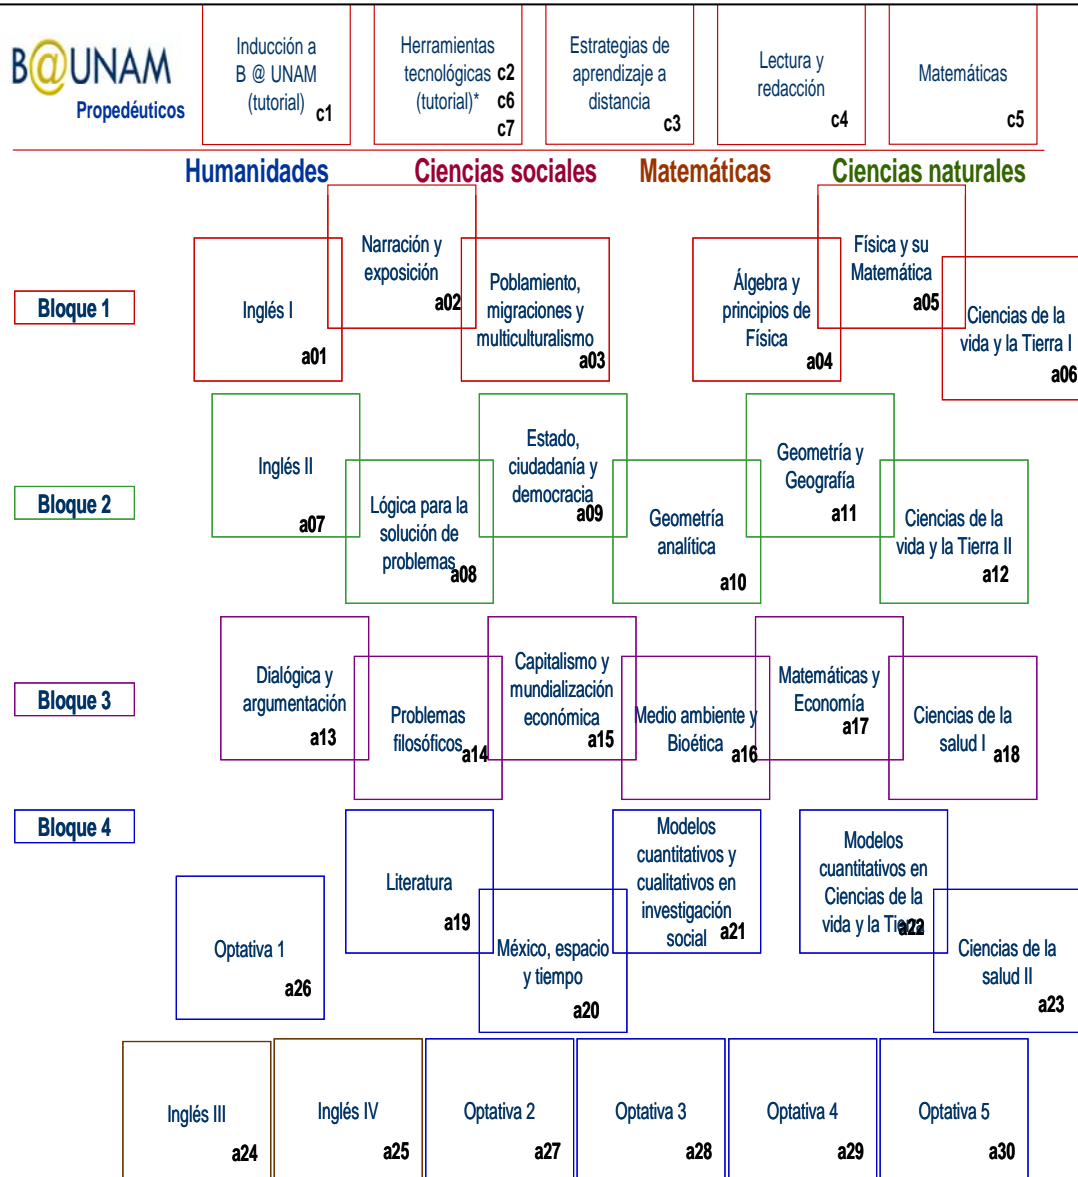 B@UNAM
Propedéuticos
Inducción a
B @ UNAM
(tutorial)
c1
Herramientas
tecnológicas c2
(tutorial)* c6
c7
Estrategias de
aprendizaje a
distancia
c3
Lectura y
redacción
c4
Matemáticas
c5
Humanidades
Ciencias sociales
Matemáticas
Ciencias naturales
Bloque 1
Inglés I
a01
Narración y
exposición
a02
Poblamiento,
migraciones y
multiculturalismo
a03
Álgebra y
principios de
Física
a04
Física y su
Matemática
a05
Ciencias de la
vida y la Tierra I
a06
Bloque 2
Inglés II
a07
Lógica para la
solución de
problemas
a08
Estado,
ciudadanía y
democracia
a09
Geometría
analítica
a10
Geometría y
Geografía
a11
Ciencias de la
vida y la Tierra II
a12
Bloque 3
Dialógica y
argumentación
a13
Problemas
filosóficos
a14
Capitalismo y
mundialización
económica
a15
Medio ambiente y
Bioética
a16
Matemáticas y
Economía
a17
Ciencias de la
salud I
a18
Bloque 4
Optativa 1
a26
Literatura
a19
México, espacio
y tiempo
a20
Modelos
cuantitativos y
cualitativos en
investigación
social
a21
Modelos
cuantitativos en
Ciencias de la
vida y la Tierra
a22
Ciencias de la
salud II
a23
Inglés III
a24
Inglés IV
a25
Optativa 2
a27
Optativa 3
a28
Optativa 4
a29
Optativa 5
a30